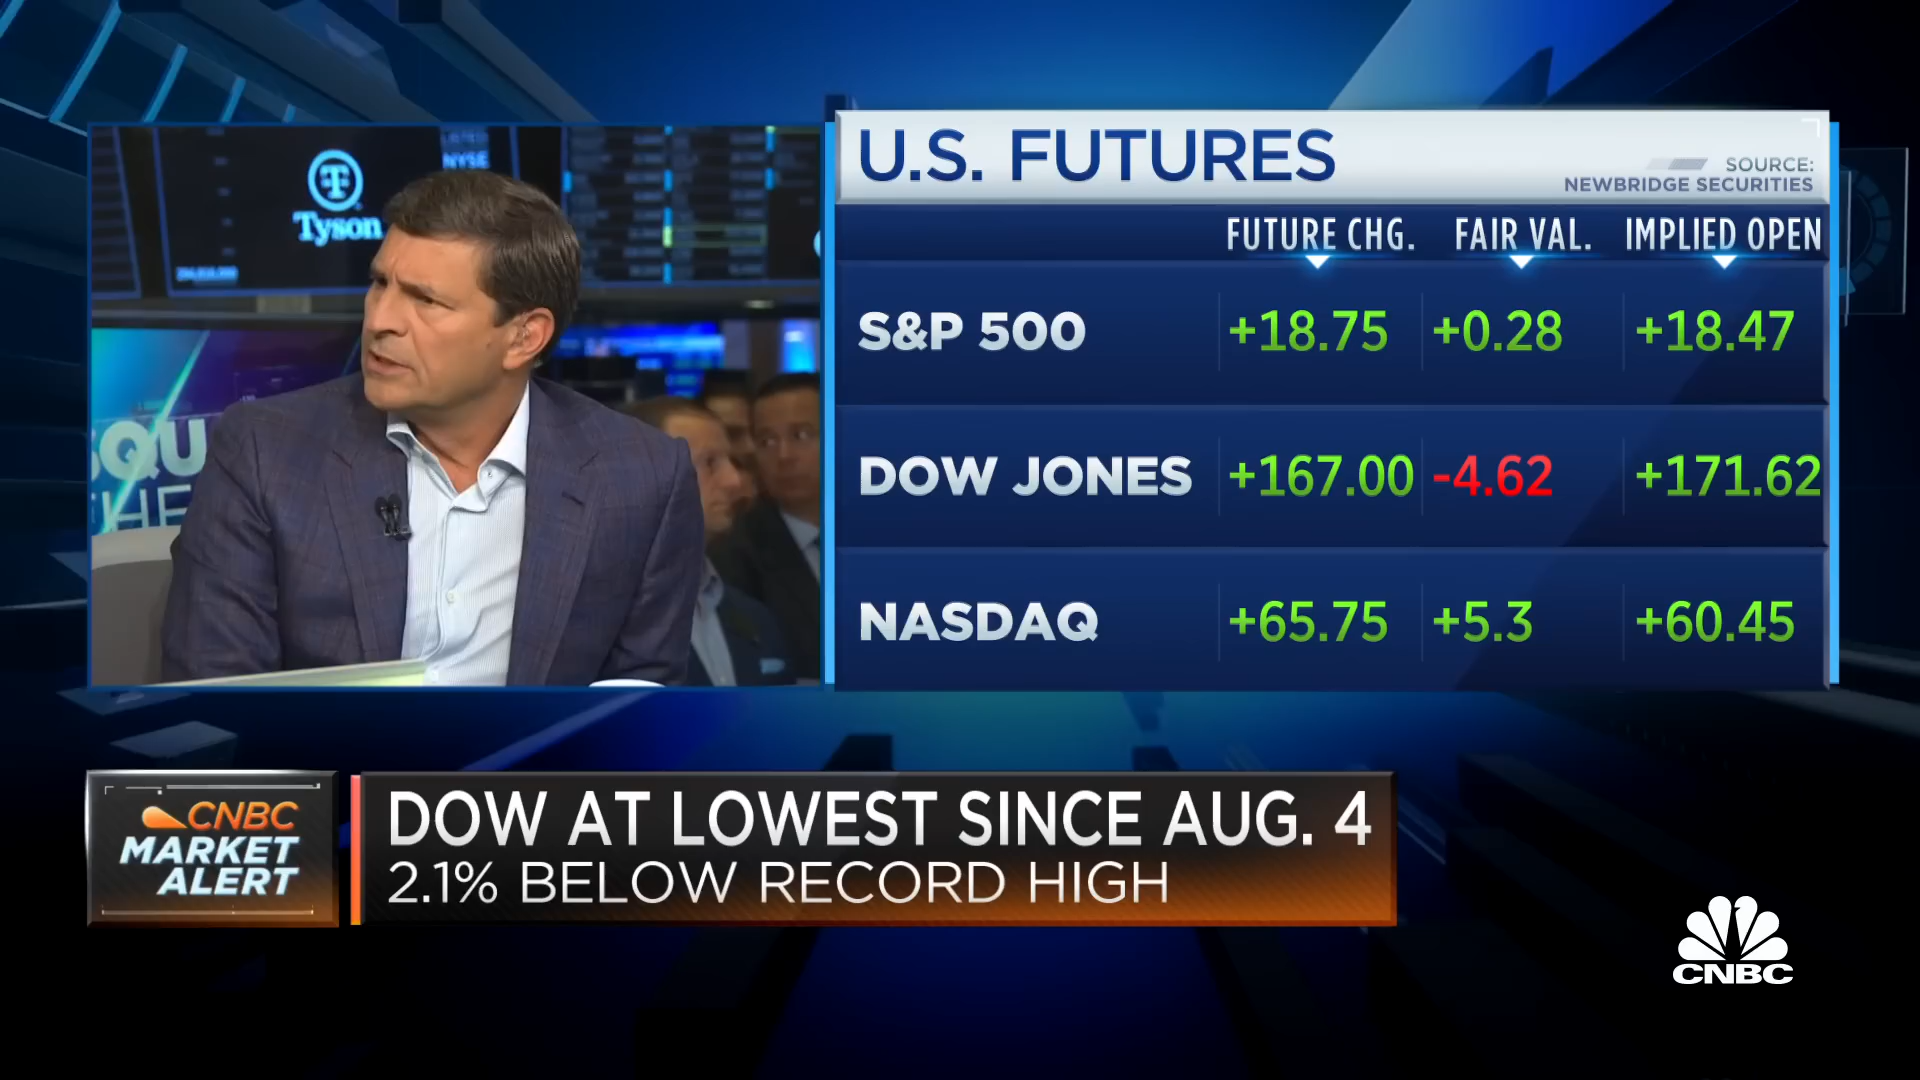 Tyson
NYSE
SQU
THE
U.S. FUTURES
SOURCE:
NEWBRIDGE SECURITIES
FUTURE CHG. FAIR VAL. IMPLIED OPEN
S&P 500 +18.75 +0.28 +18.47
DOW JONES +167.00 -4.62 +171.62
NASDAQ +65.75 +5.3 +60.45
CNBC
MARKET
ALERT
DOW AT LOWEST SINCE AUG. 4
2.1% BELOW RECORD HIGH
CNBC